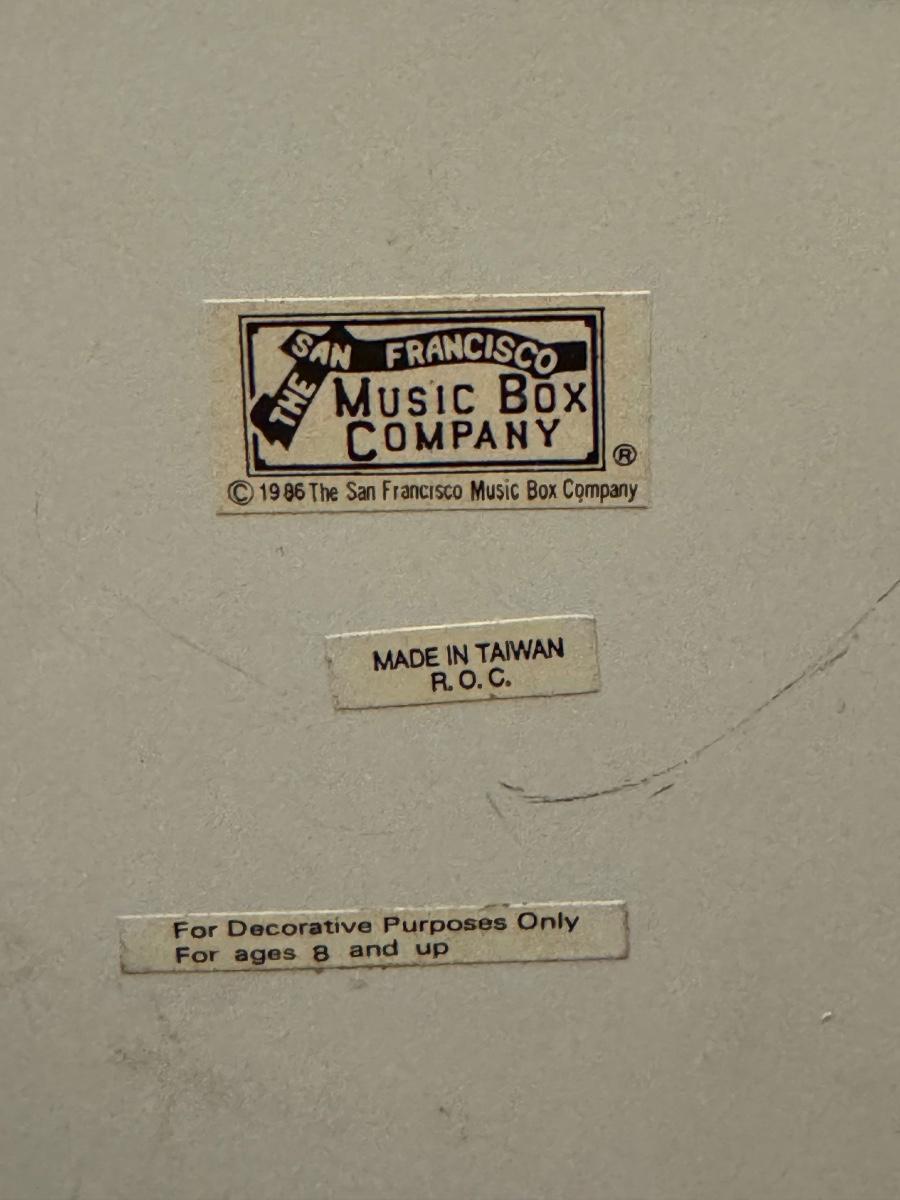 THE SAN FRANCISCO
MUSIC BOX
COMPANY
®
© 1986 The San Francisco Music Box Company
MADE IN TAIWAN
R. O. C.
For Decorative Purposes Only
For ages 8 and up